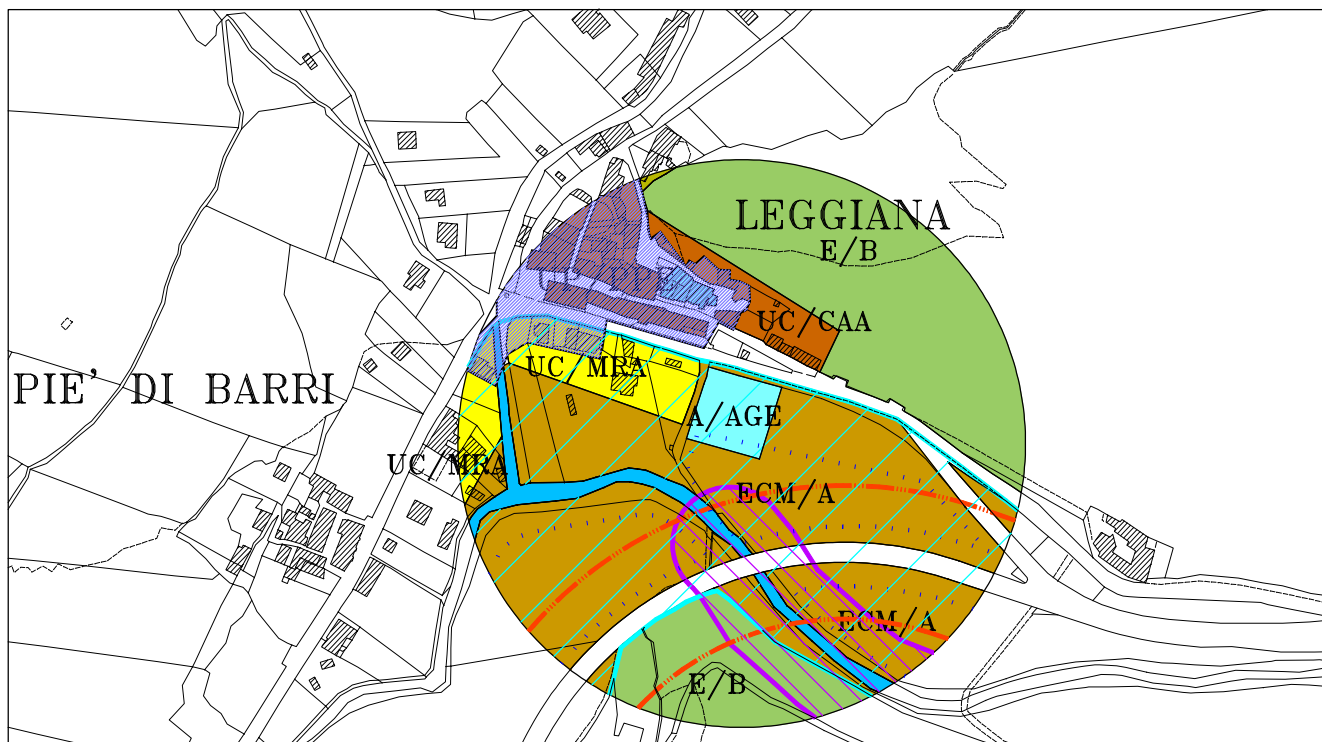 LEGGIANA
E/B
UC/CAA
UC MRA
PIE' DI BARRI
A/AGE
UC/MRA
ECM/A
ECM/A
E/B